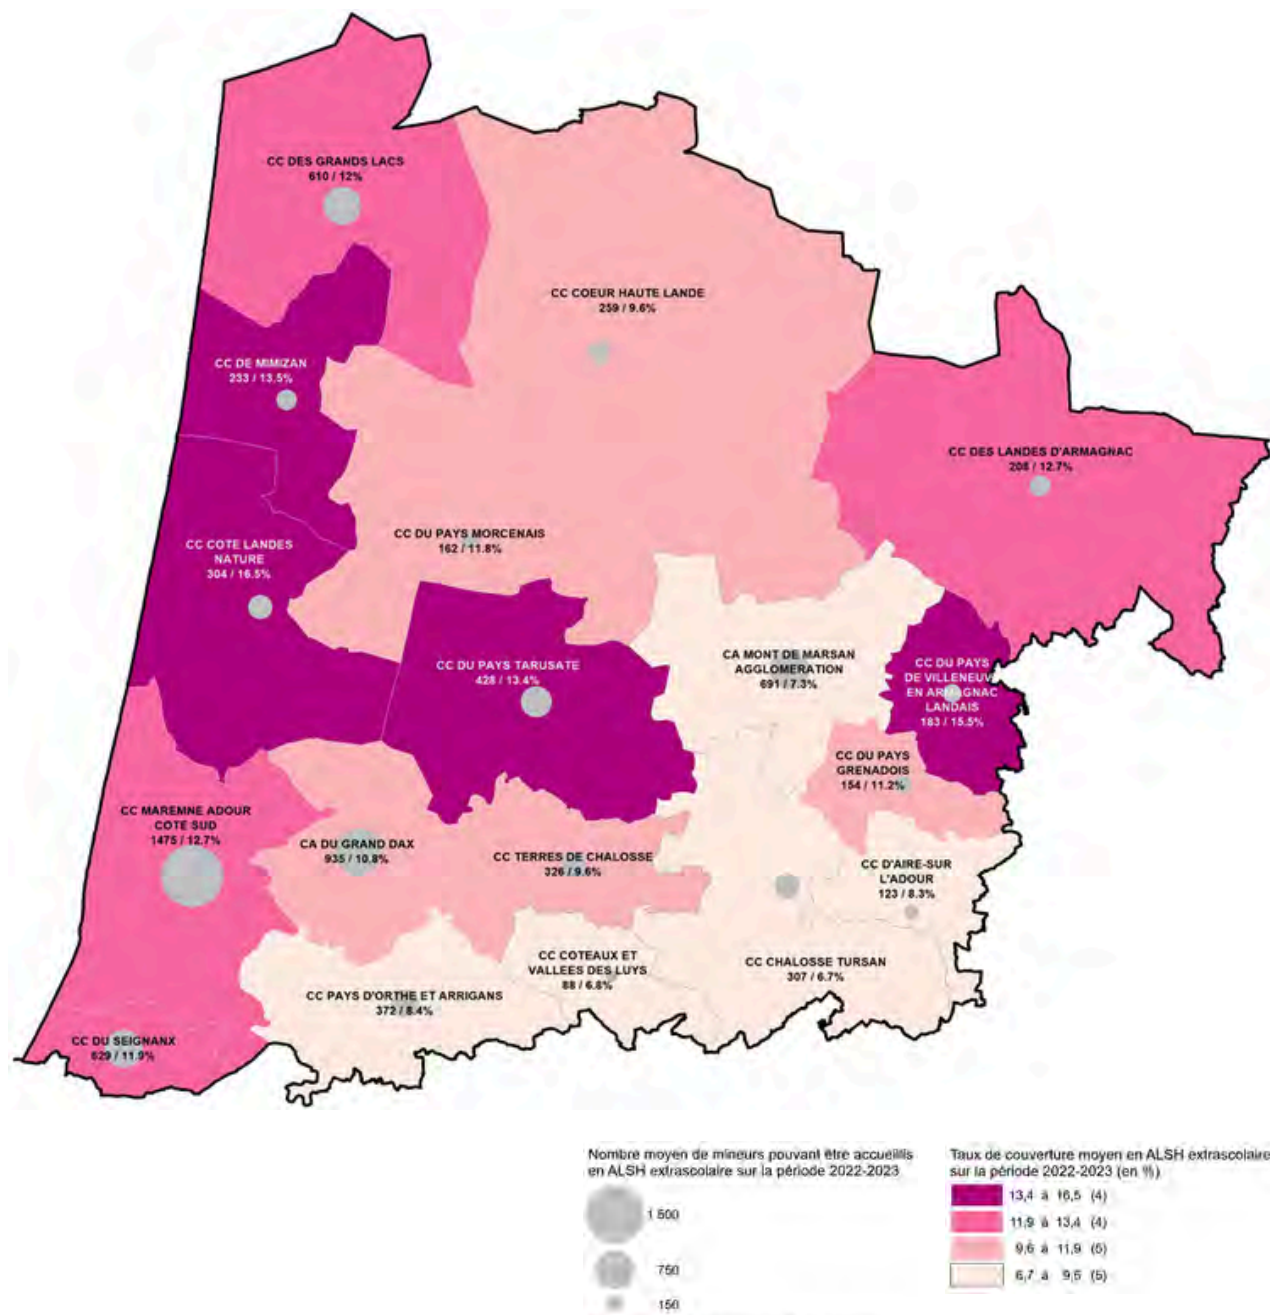 CC DES GRANDS LACS
610 / 12%
CC COEUR HAUTE LANDE
259 / 9.6%
CC DE MIMIZAN
233 / 13.5%
CC DES LANDES D'ARMAGNAC
208 / 12.7%
CC DU PAYS MORCENAIS
162 / 11.8%
CC COTE LANDES
NATURE
304 / 16.5%
CC DU PAYS TARUSATE
428 / 13.4%
CA MONT DE MARSAN
AGGLOMERATION
691 / 7.3%
CC DU PAYS
DE VILLENEUV
EN ARMAGNAC
LANDAIS
183 / 15.5%
CC DU PAYS
GRENADOIS
154 / 11.2%
CC MAREMNE ADOUR
COTE SUD
1475 / 12.7%
CA DU GRAND DAX
935 / 10.8%
CC TERRES DE CHALOSSE
326 / 9.6%
CC D'AIRE-SUR
L'ADOUR
123 / 8.3%
CC COTEAUX ET
VALLEES DES LUYS
88 / 6.8%
CC CHALOSSE TURSAN
307 / 6.7%
CC PAYS D'ORTHE ET ARRIGANS
372 / 8.4%
CC DU SEIGNANX
629 / 11.9%
Nombre moyen de mineurs pouvant être accueillis
en ALSH extrascolaire sur la période 2022-2023
1 500
750
150
Taux de couverture moyen en ALSH extrascolaire
sur la période 2022-2023 (en %)
13,4 à 16,5 (4)
11,9 à 13,4 (4)
9,6 à 11,9 (5)
6,7 à 9,5 (5)